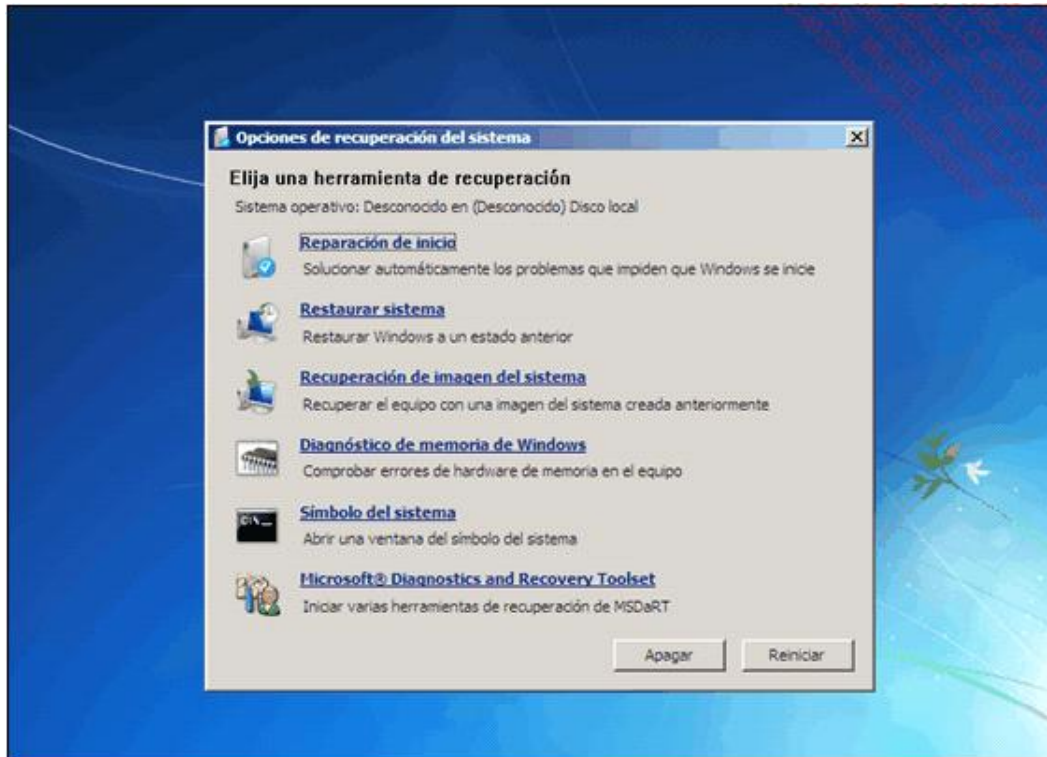 Opciones de recuperación del sistema
Elija una herramienta de recuperación
Sistema operativo: Desconocido en (Desconocido) Disco local
Reparación de inicio
Solucionar automáticamente los problemas que impiden que Windows se inicie
Restaurar sistema
Restaurar Windows a un estado anterior
Recuperación de imagen del sistema
Recuperar el equipo con una imagen del sistema creada anteriormente
Diagnóstico de memoria de Windows
Comprobar errores de hardware de memoria en el equipo
Símbolo del sistema
Abrir una ventana del símbolo del sistema
Microsoft® Diagnostics and Recovery Toolset
Iniciar varias herramientas de recuperación de MSDaRT
Apagar
Reiniciar